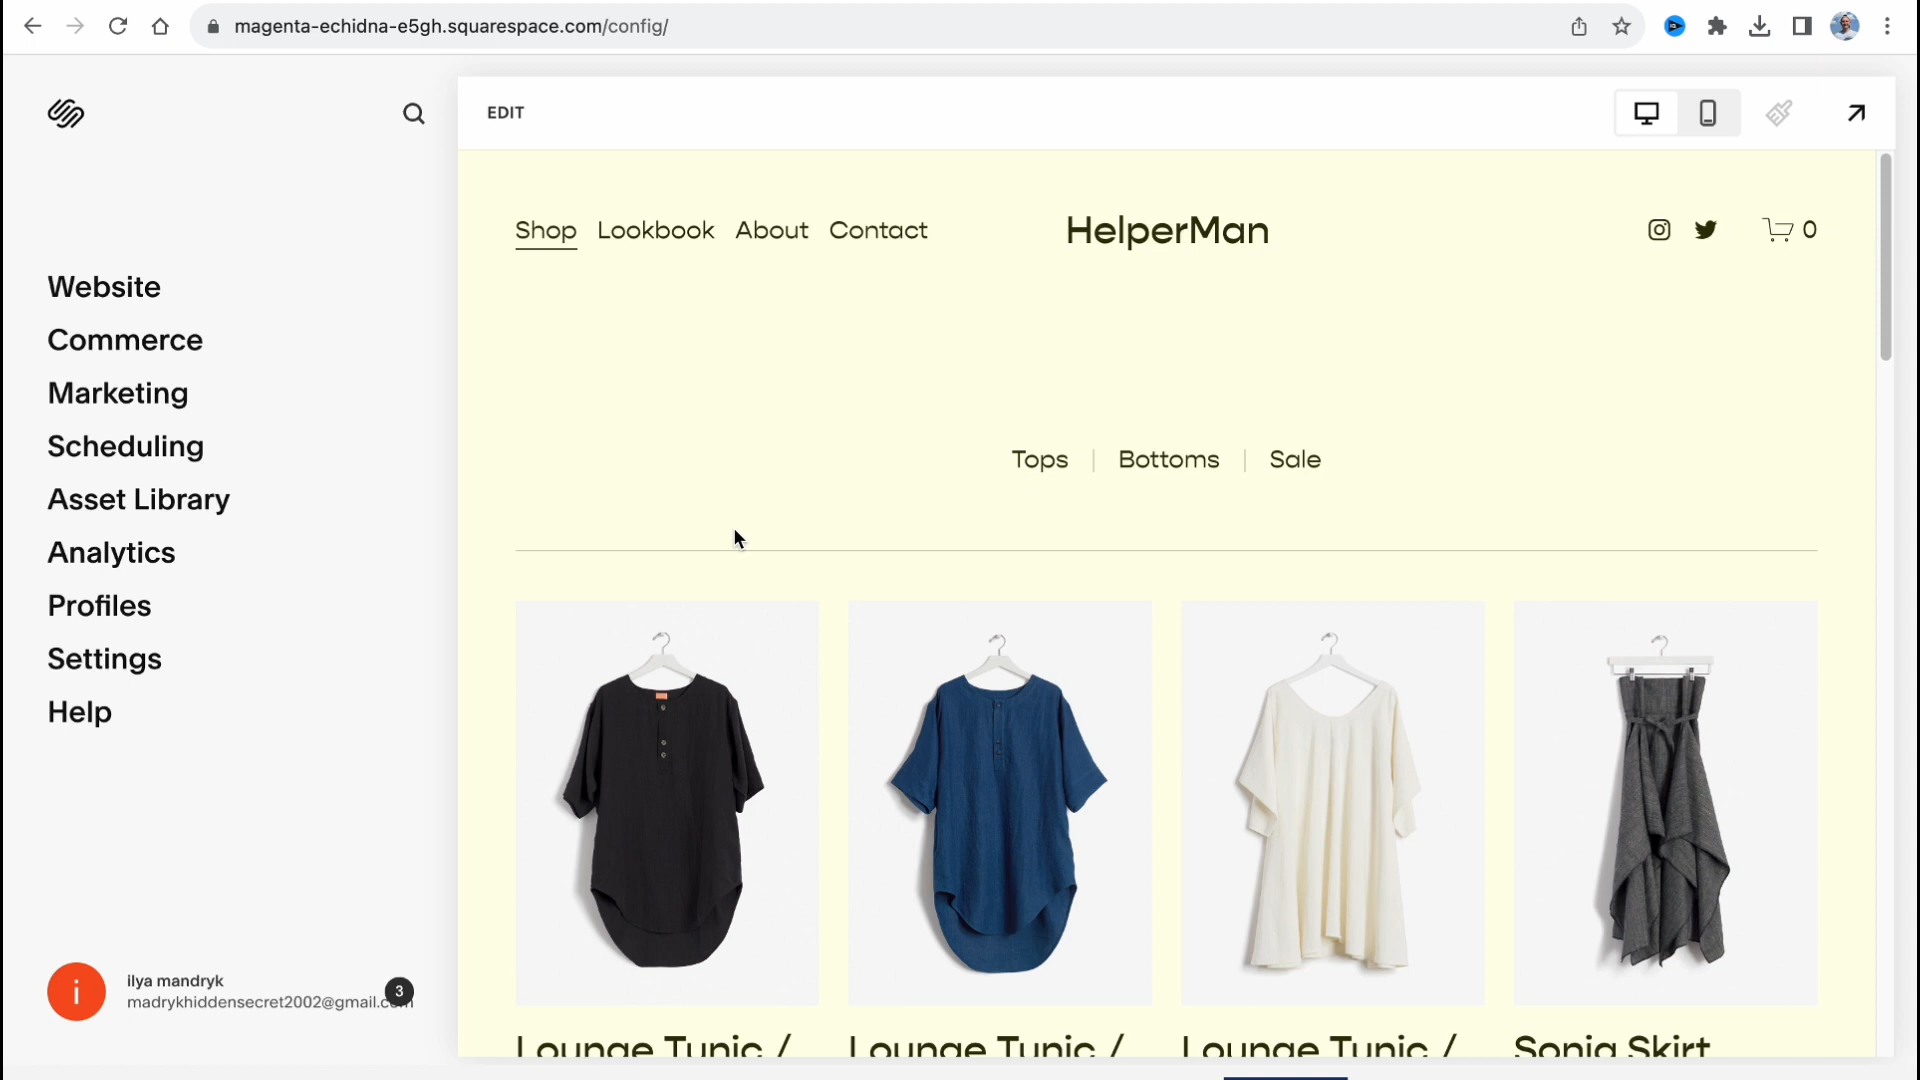 magenta-echidna-e5gh.squarespace.com/config/
EDIT
Shop Lookbook About Contact
HelperMan
0
Website
Commerce
Marketing
Scheduling
Asset Library
Analytics
Profiles
Settings
Help
Tops | Bottoms | Sale
Lounge Tunic /
Lounge Tunic /
Lounge Tunic /
Sonia Skirt
i
ilya mandryk
madrykhiddensecret2002@gmail.com
3